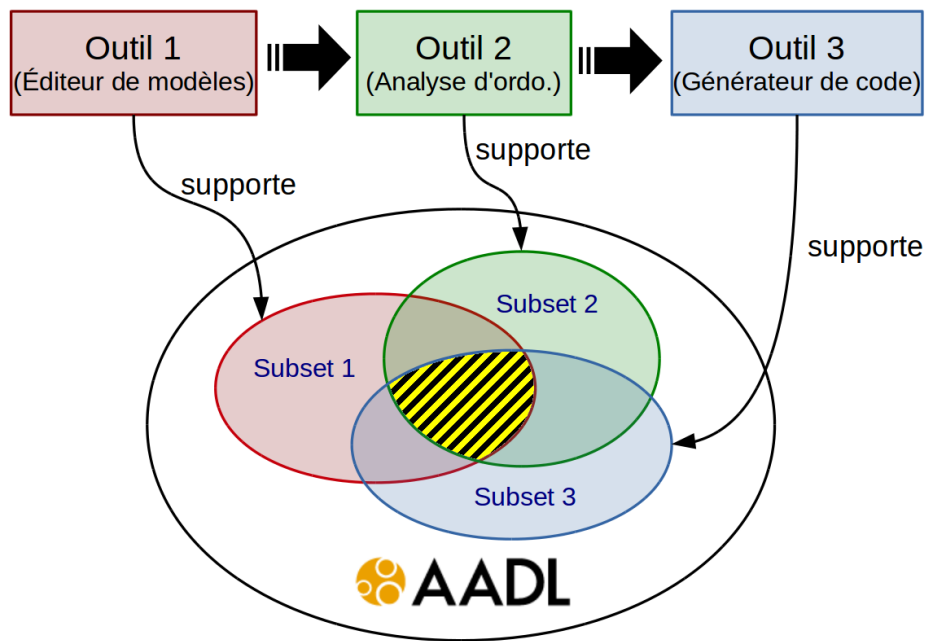 Outil 1
(Éditeur de modèles)
Outil 2
(Analyse d'ordo.)
Outil 3
(Générateur de code)
supporte
supporte
supporte
Subset 1
Subset 2
Subset 3
AADL